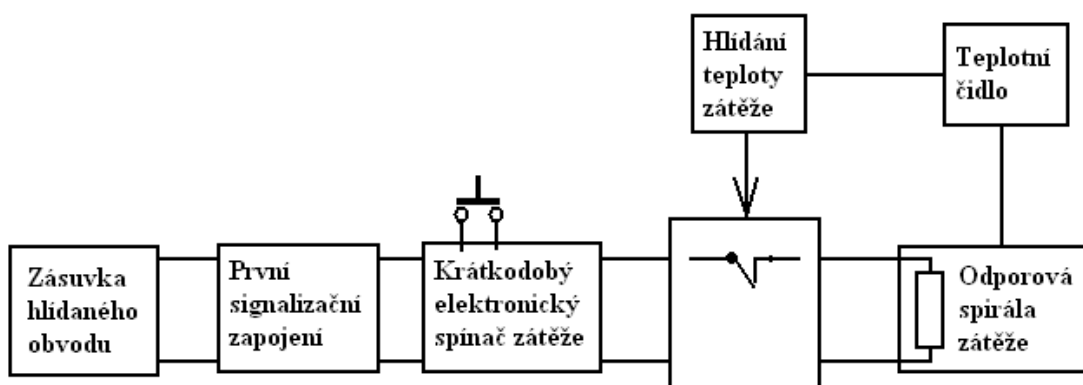 Hlídání
teploty
zátěže
Teplotní
čidlo
Zásuvka
hlídaného
obvodu
První
signalizační
zapojení
Krátkodobý
elektronický
spínač zátěže
Odporová
spirála
zátěže